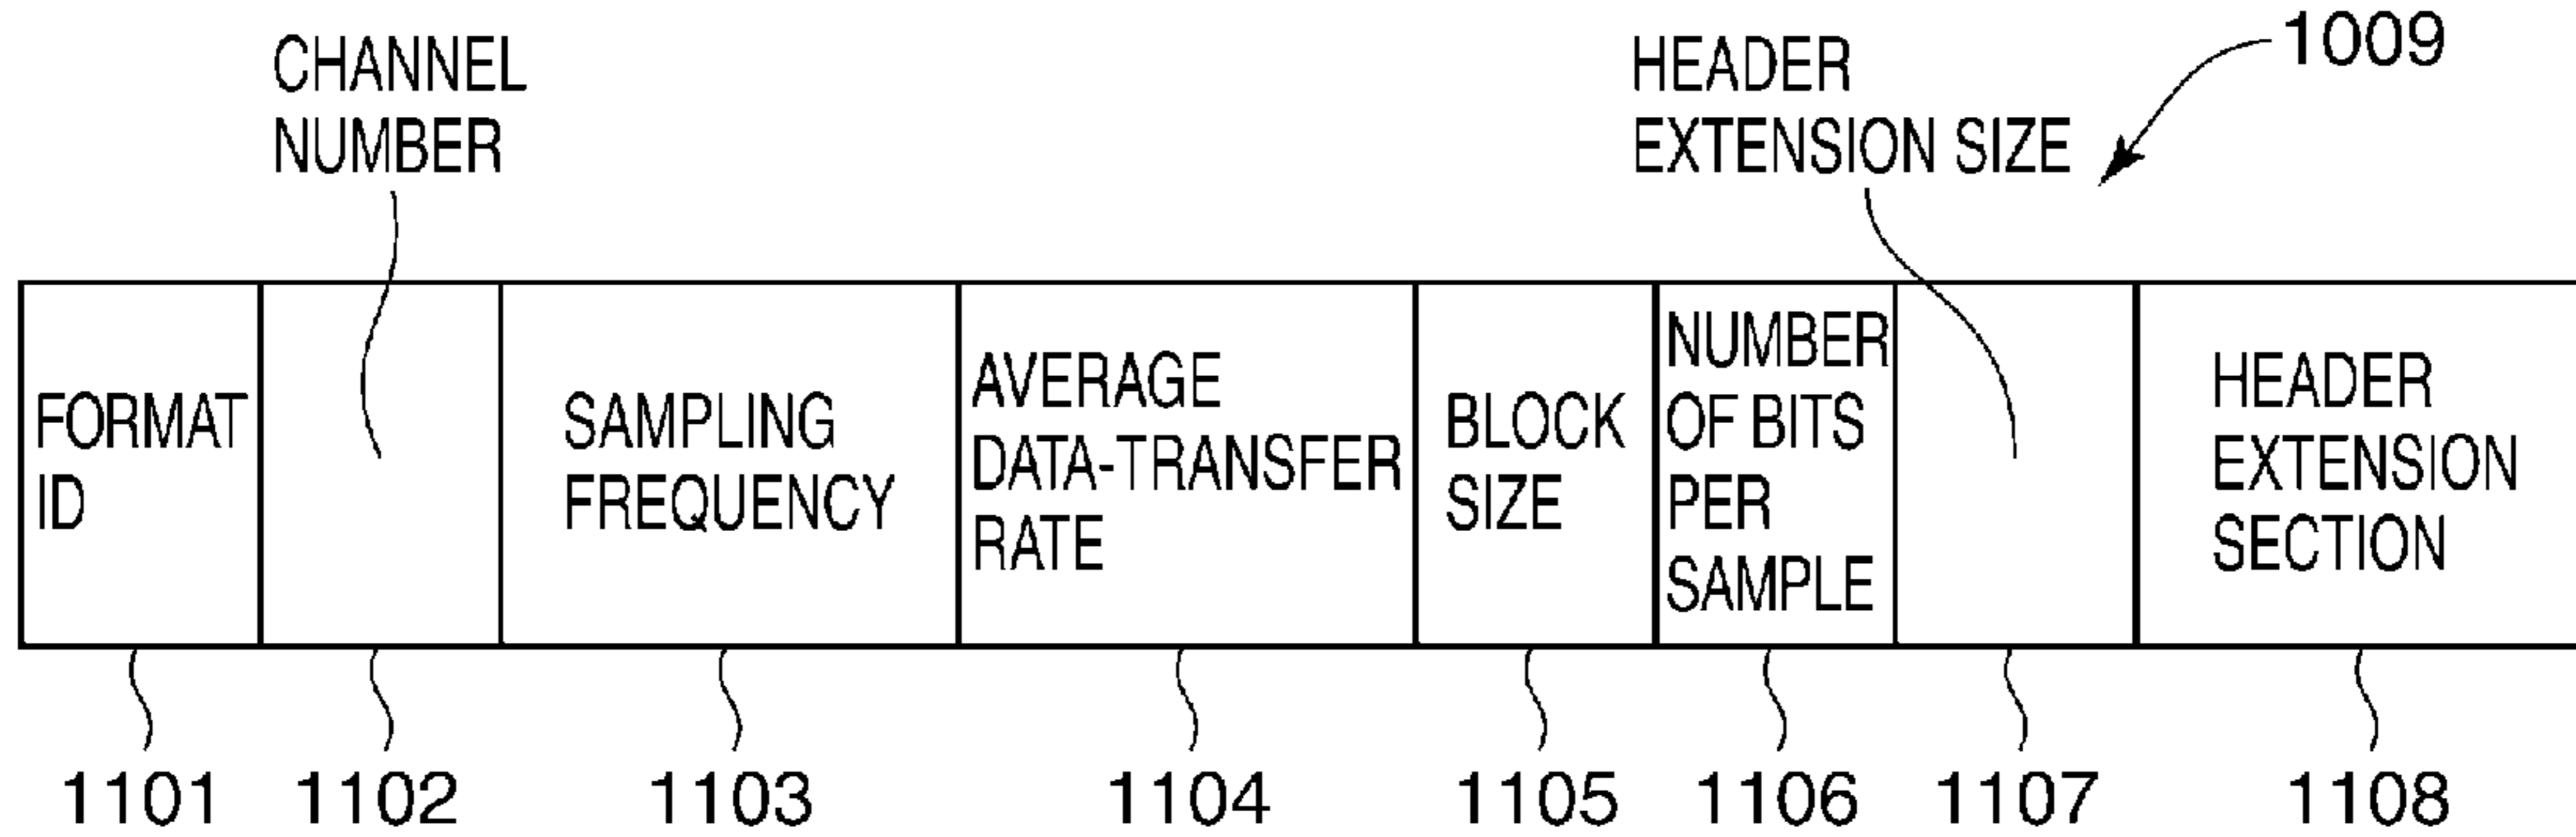 CHANNEL
NUMBER
HEADER
EXTENSION SIZE
1009
FORMAT
ID
SAMPLING
FREQUENCY
AVERAGE
DATA-TRANSFER
RATE
BLOCK
SIZE
NUMBER
OF BITS
PER
SAMPLE
HEADER
EXTENSION
SECTION
1101 1102 1103 1104 1105 1106 1107 1108